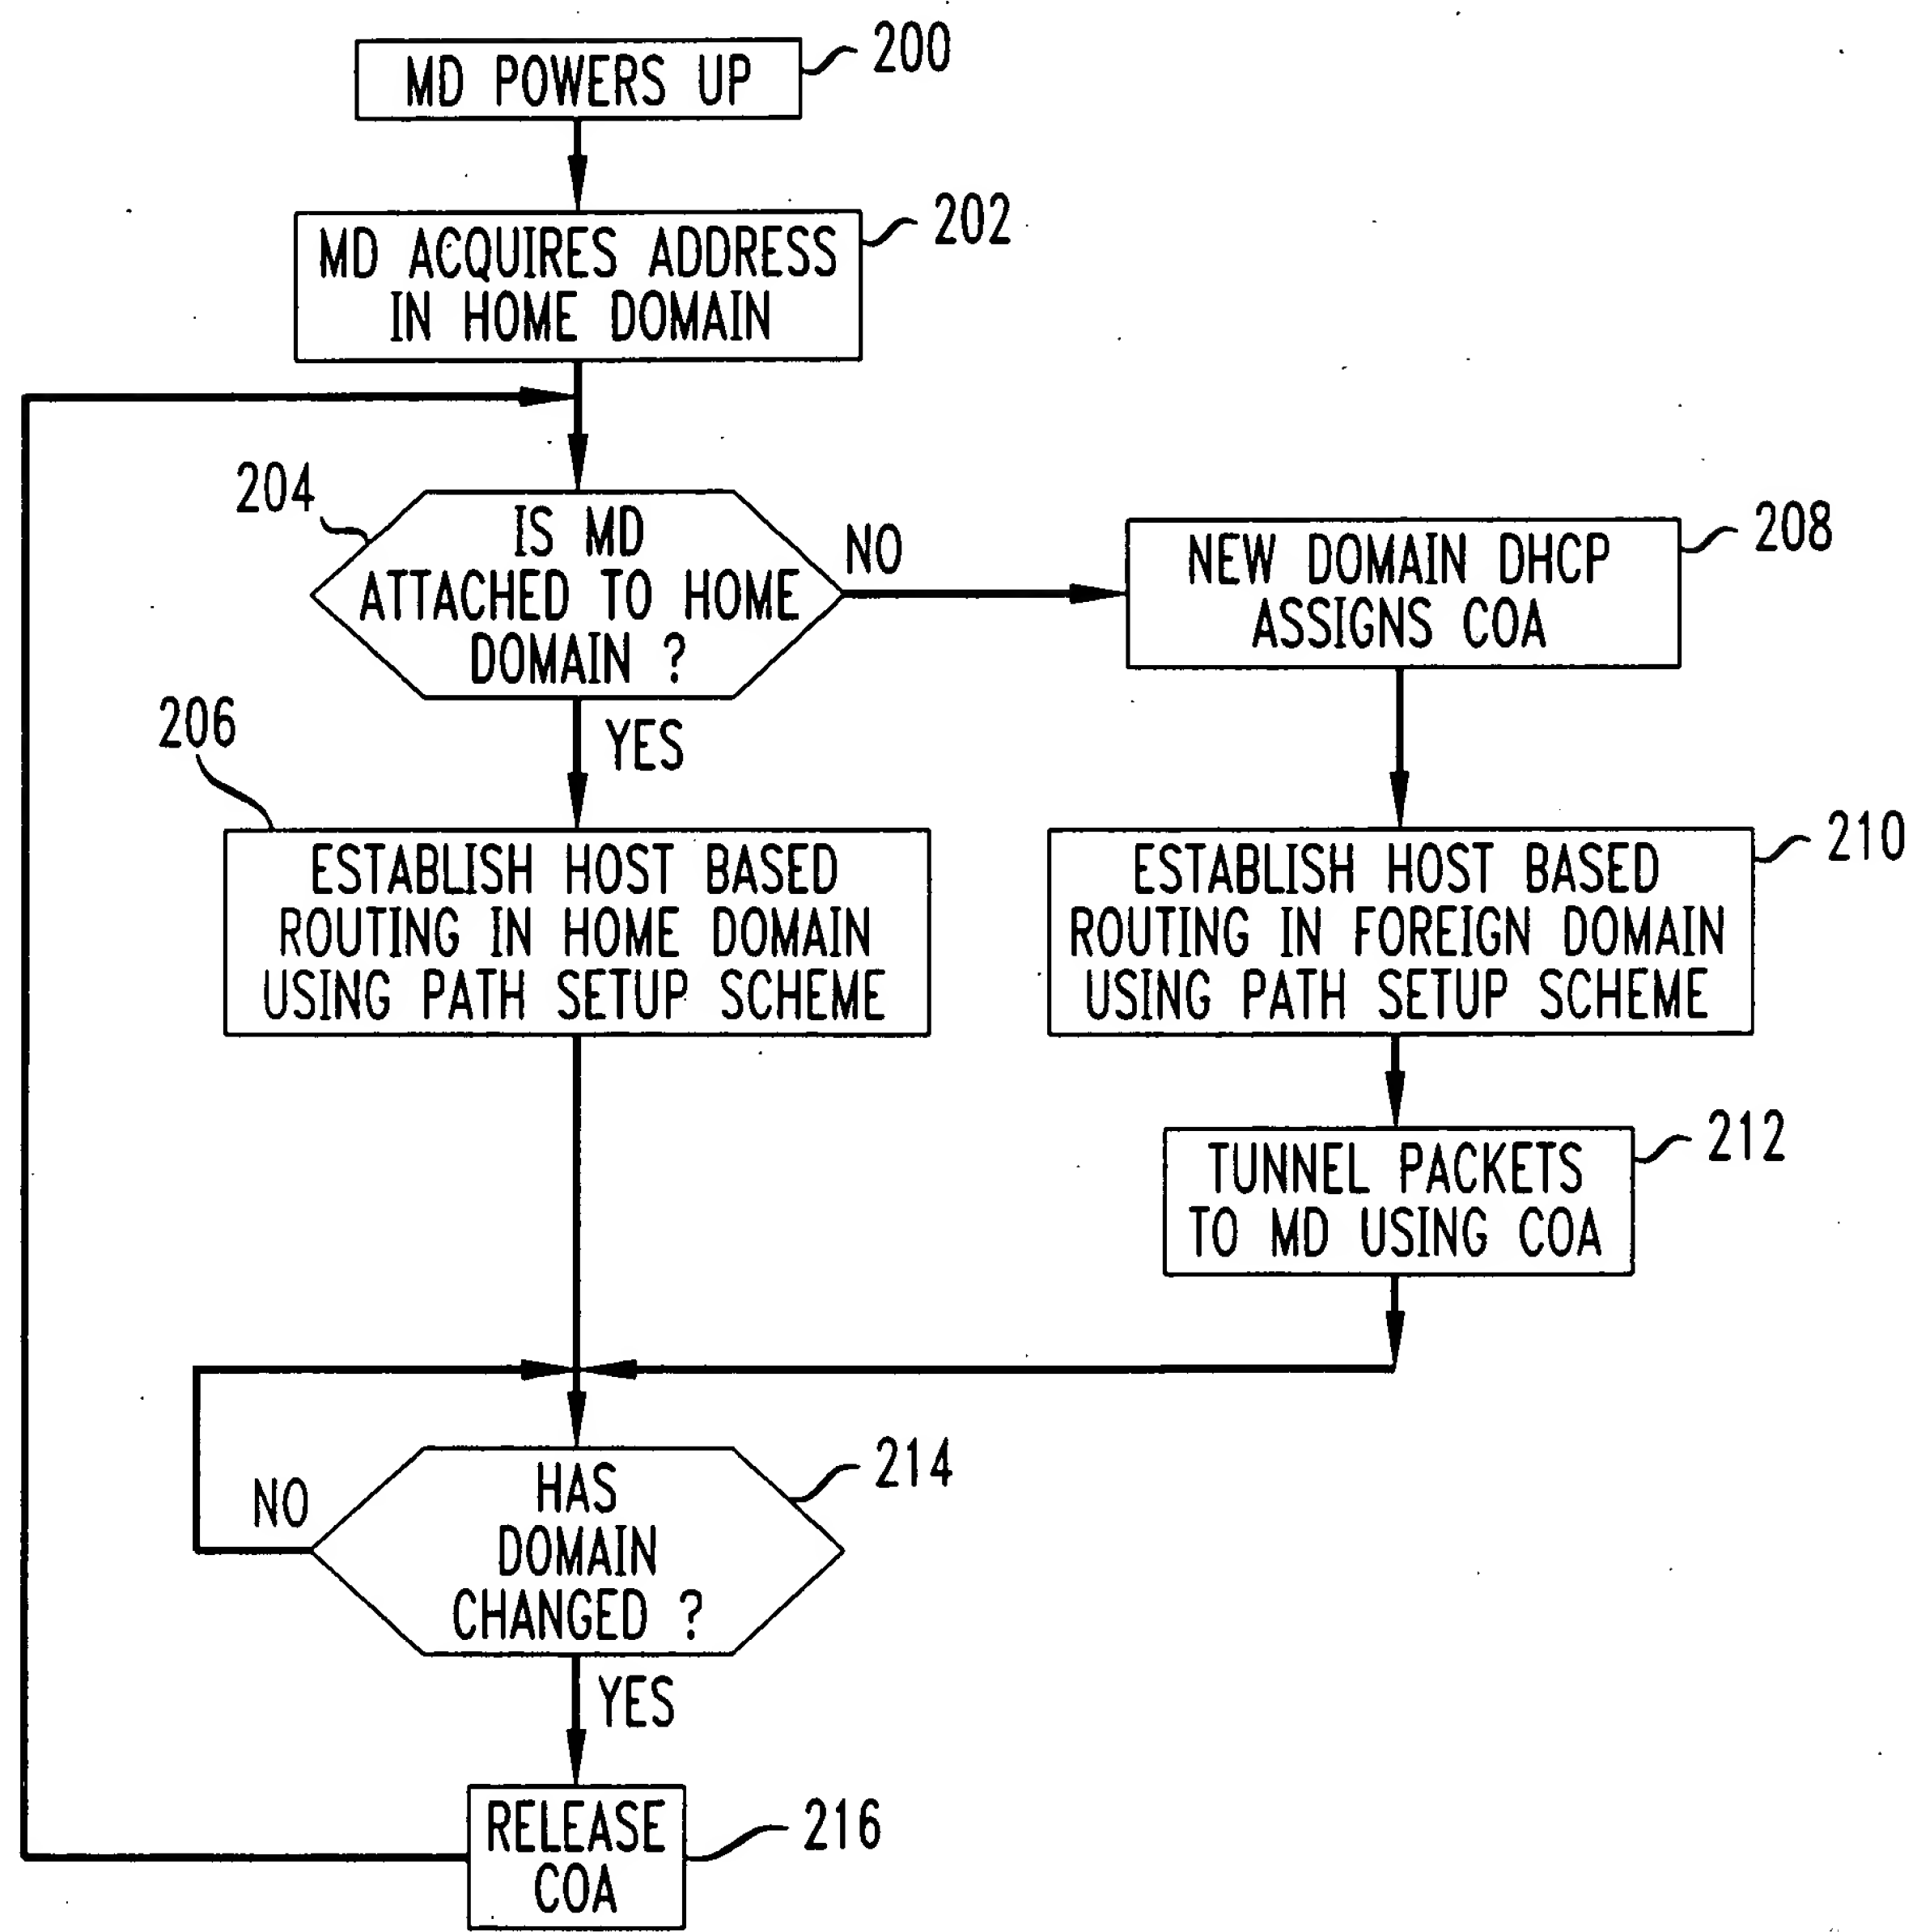 MD POWERS UP
200
MD ACQUIRES ADDRESS
IN HOME DOMAIN
202
204
IS MD
ATTACHED TO HOME
DOMAIN ?
NO
YES
NEW DOMAIN DHCP
ASSIGNS COA
208
206
ESTABLISH HOST BASED
ROUTING IN HOME DOMAIN
USING PATH SETUP SCHEME
ESTABLISH HOST BASED
ROUTING IN FOREIGN DOMAIN
USING PATH SETUP SCHEME
210
TUNNEL PACKETS
TO MD USING COA
212
HAS
DOMAIN
CHANGED ?
214
NO
YES
RELEASE
COA
216